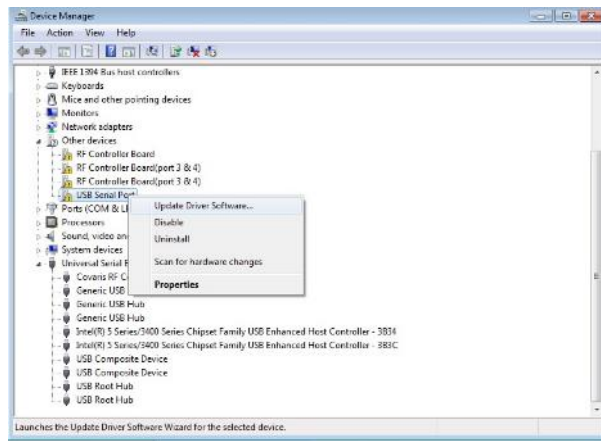 Device Manager
File Action View Help
IEEE 1394 Bus host controllers
Keyboards
Mice and other pointing devices
Monitors
Network adapters
Other devices
RF Controller Board
RF Controller Board(port 3 & 4)
RF Controller Board(port 3 & 4)
USB Serial Port
Ports (COM & L
Processors
Sound, video an
System devices
Universal Serial B
Covaris RF C
Generic USB
Generic USB Hub
Generic USB Hub
Intel(R) 5 Series/3400 Series Chipset Family USB Enhanced Host Controller - 3B34
Intel(R) 5 Series/3400 Series Chipset Family USB Enhanced Host Controller - 3B3C
USB Composite Device
USB Composite Device
USB Root Hub
USB Root Hub
Update Driver Software...
Disable
Uninstall
Scan for hardware changes
Properties
Launches the Update Driver Software Wizard for the selected device.